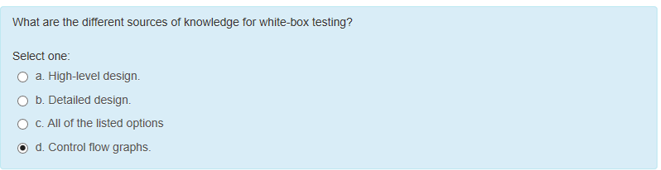 What are the different sources of knowledge for white-box testing?
Select one:
a. High-level design.
b. Detailed design.
c. All of the listed options
d. Control flow graphs.